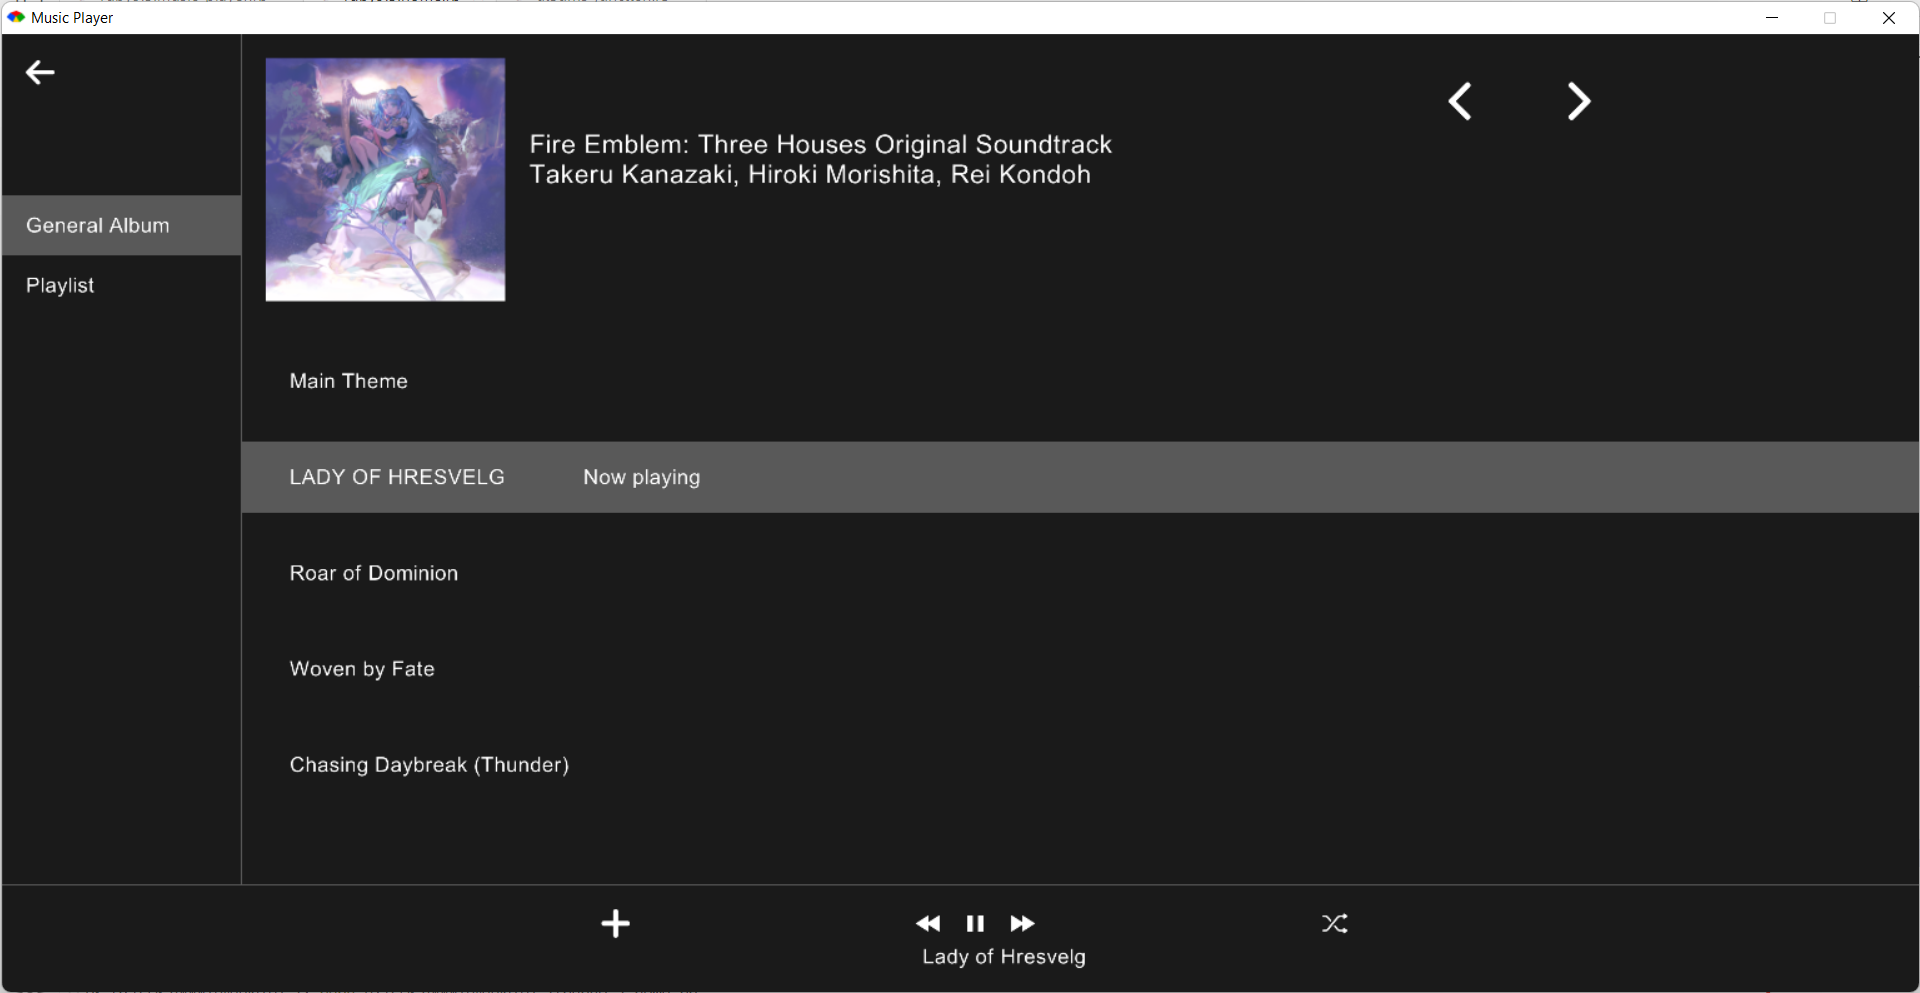 Music Player
Fire Emblem: Three Houses Original Soundtrack
Takeru Kanazaki, Hiroki Morishita, Rei Kondoh
General Album
Playlist
Main Theme
LADY OF HRESVELG Now playing
Roar of Dominion
Woven by Fate
Chasing Daybreak (Thunder)
Lady of Hresvelg